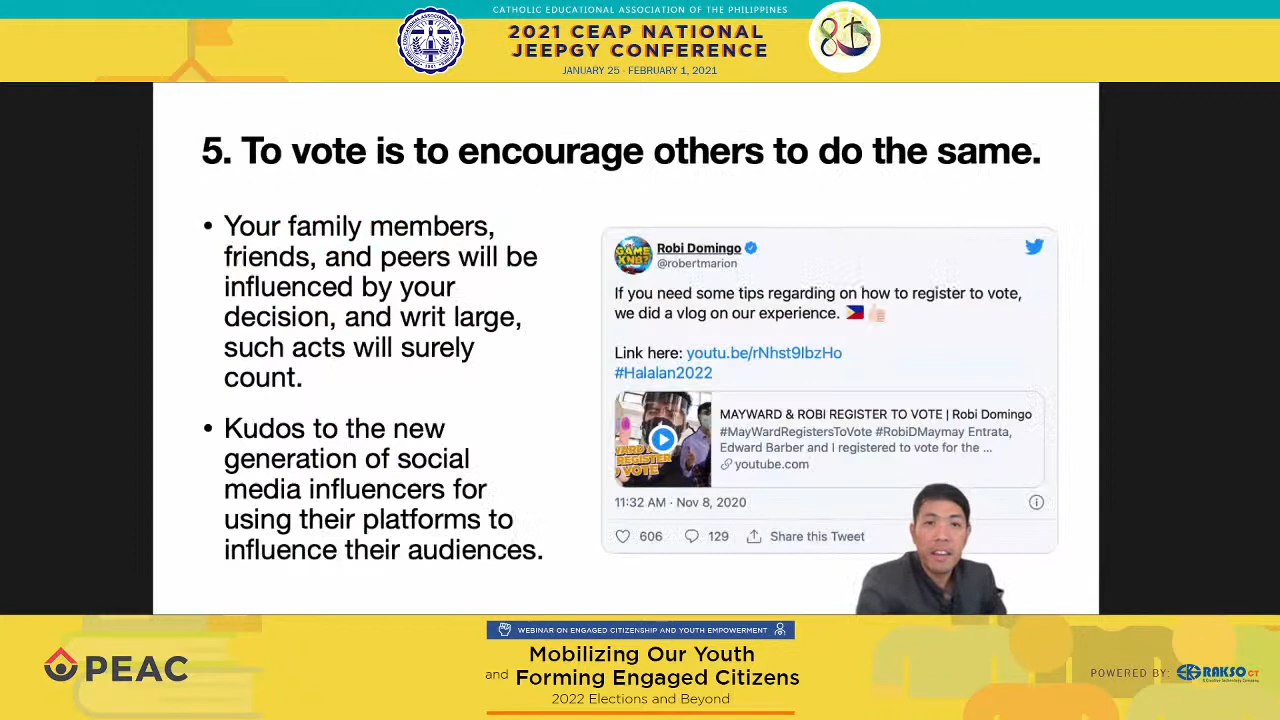 CATHOLIC EDUCATIONAL ASSOCIATION OF THE PHILIPPINES
2021 CEAP NATIONAL
JEEPGY CONFERENCE
JANUARY 25 - FEBRUARY 1, 2021
5. To vote is to encourage others to do the same.
• Your family members,
friends, and peers will be
influenced by your
decision, and writ large,
such acts will surely
count.
• Kudos to the new
generation of social
media influencers for
using their platforms to
influence their audiences.
GAME
KNB?
Robi Domingo
@robertmarion
If you need some tips regarding on how to register to vote,
we did a vlog on our experience. 🇵🇭👍🏻
Link here: youtu.be/rNhst9lbzHo
#Halalan2022
REGISTER
TO VOTE
MAYWARD & ROBI REGISTER TO VOTE | Robi Domingo
#MayWardRegistersToVote #RobiDMaymay Entrata,
Edward Barber and I registered to vote for the ...
youtube.com
11:32 AM · Nov 8, 2020
606
129
Share this Tweet
PEAC
WEBINAR ON ENGAGED CITIZENSHIP AND YOUTH EMPOWERMENT
Mobilizing Our Youth
and Forming Engaged Citizens
2022 Elections and Beyond
POWERED BY: RAKSO CT